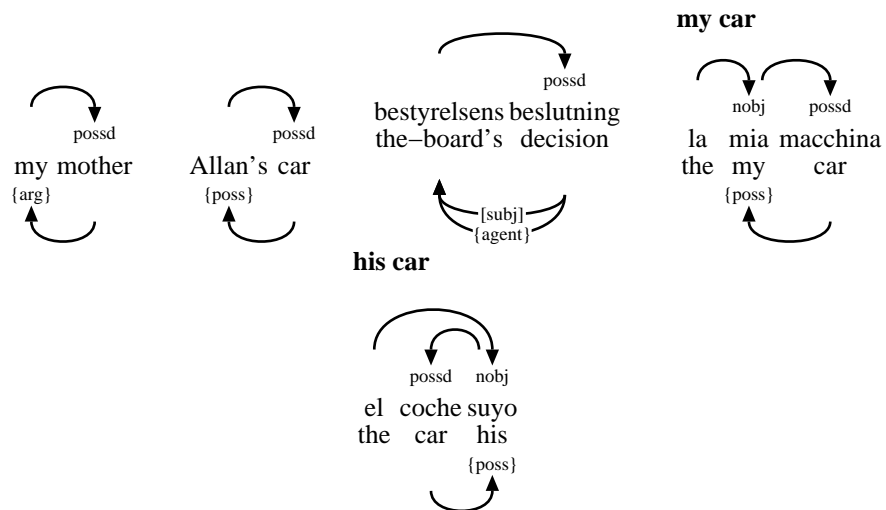 my car
possd
nobj possd
possd possd
bestyrelsens beslutning
la mia macchina
my mother
Allan's car
the–board's decision
the my car
{arg}
{poss}
{poss}
[subj]
{agent}
his car
possd nobj
el coche suyo
the car his
{poss}